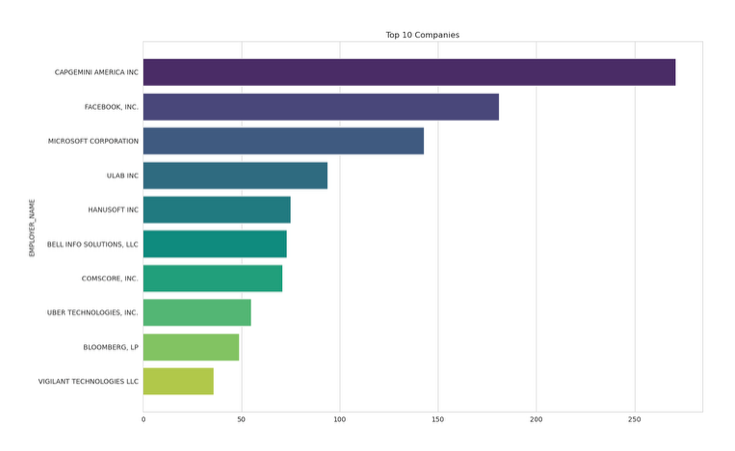 Top 10 Companies
CAPGEMINI AMERICA INC
FACEBOOK, INC.
MICROSOFT CORPORATION
ULAB INC
HANUSOFT INC
BELL INFO SOLUTIONS, LLC
COMSCORE, INC.
UBER TECHNOLOGIES, INC.
BLOOMBERG, LP
VIGILANT TECHNOLOGIES LLC
EMPLOYER_NAME
0 50 100 150 200 250